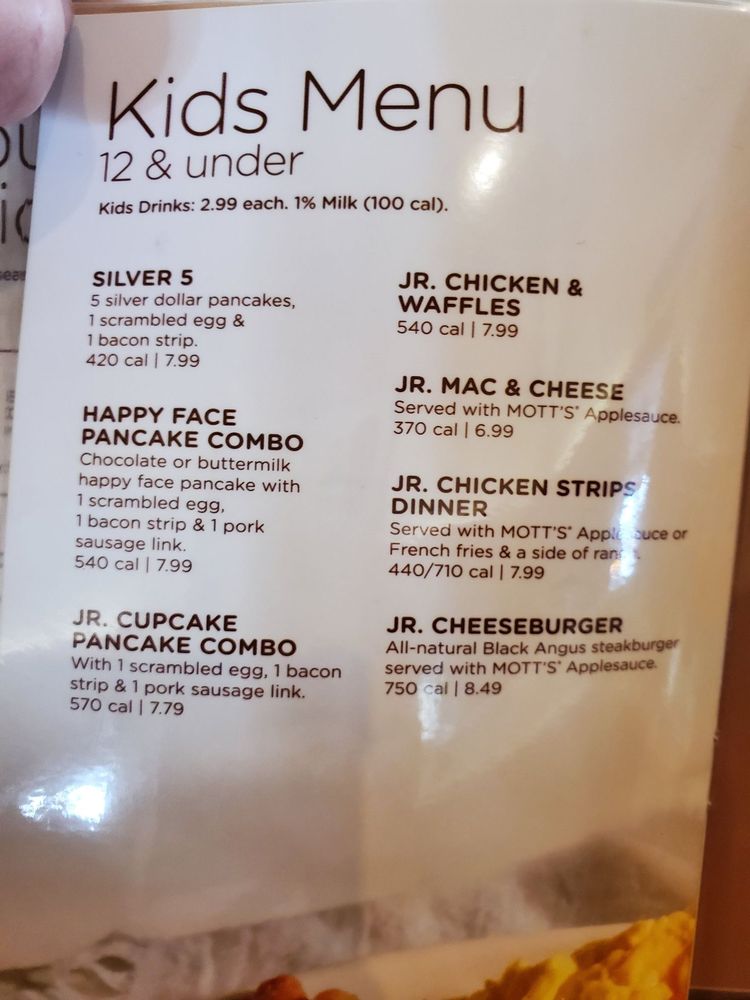 Kids Menu
12 & under
Kids Drinks: 2.99 each. 1% Milk (100 cal).
SILVER 5
5 silver dollar pancakes,
1 scrambled egg &
1 bacon strip.
420 cal | 7.99
HAPPY FACE
PANCAKE COMBO
Chocolate or buttermilk
happy face pancake with
1 scrambled egg,
1 bacon strip & 1 pork
sausage link.
540 cal | 7.99
JR. CUPCAKE
PANCAKE COMBO
With 1 scrambled egg, 1 bacon
strip & 1 pork sausage link.
570 cal | 7.79
JR. CHICKEN &
WAFFLES
540 cal | 7.99
JR. MAC & CHEESE
Served with MOTT'S® Applesauce.
370 cal | 6.99
JR. CHICKEN STRIPS
DINNER
Served with MOTT'S® Applesauce or
French fries & a side of ranch.
440/710 cal | 7.99
JR. CHEESEBURGER
All-natural Black Angus steakburger
served with MOTT'S® Applesauce.
750 cal | 8.49